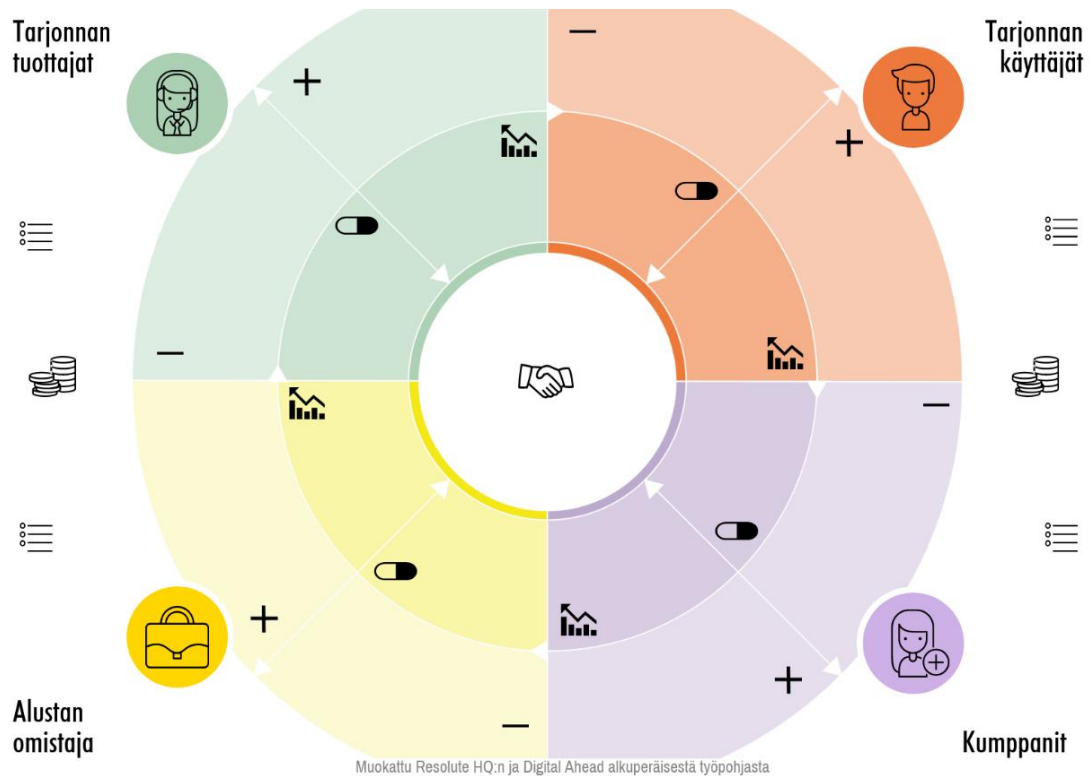 Tarjonnan
tuottajat
Tarjonnan
käyttäjät
Alustan
omistaja
Kumppanit
Muokattu Resolute HQ:n ja Digital Ahead alkuperäisestä työpohjasta